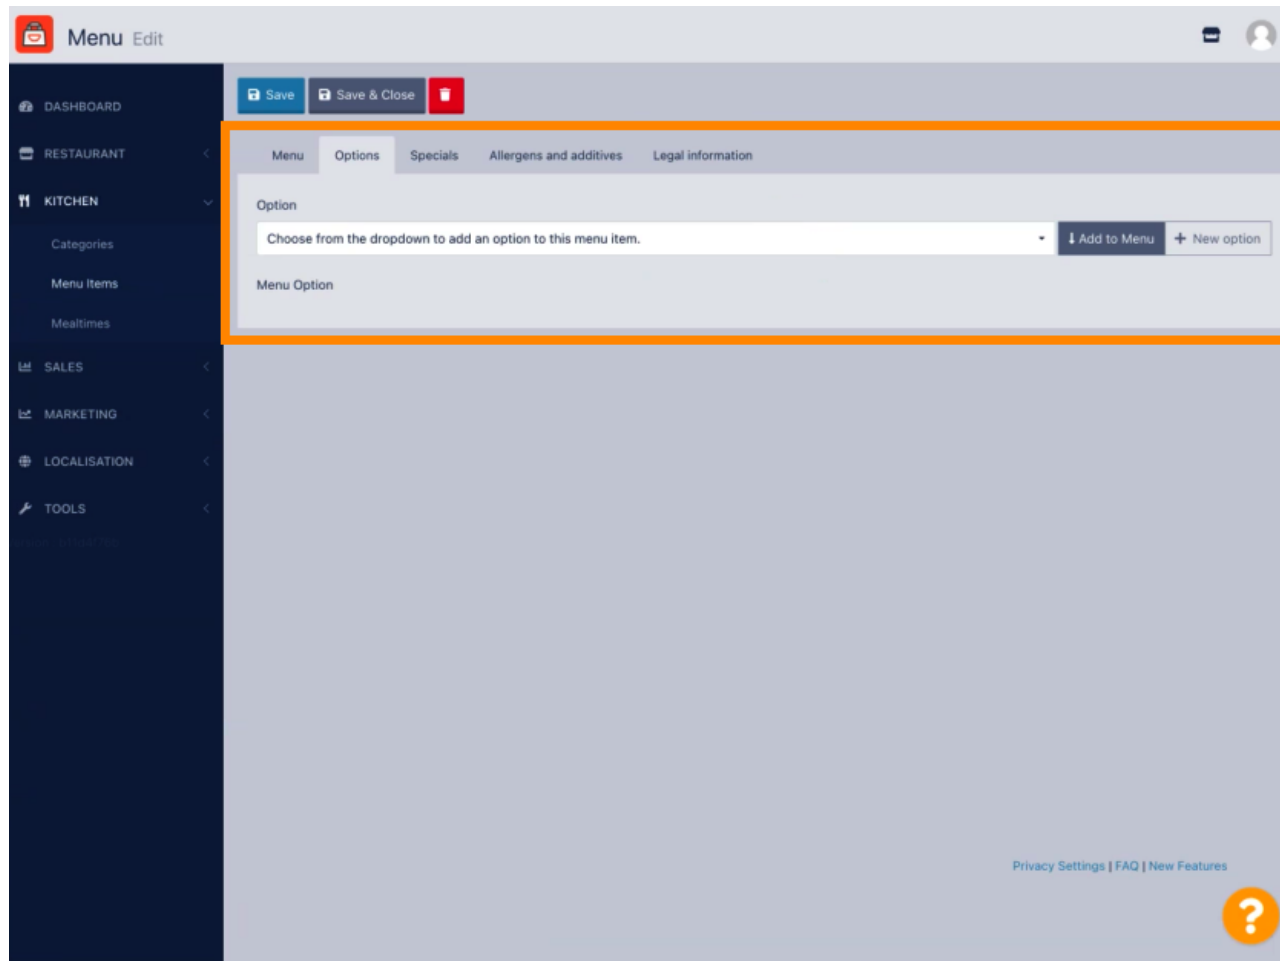 Menu Edit
Save
Save & Close
DASHBOARD
RESTAURANT
KITCHEN
Categories
Menu Items
Mealtimes
SALES
MARKETING
LOCALISATION
TOOLS
Menu
Options
Specials
Allergens and additives
Legal information
Option
Choose from the dropdown to add an option to this menu item.
Add to Menu
+ New option
Menu Option
Privacy Settings | FAQ | New Features
?